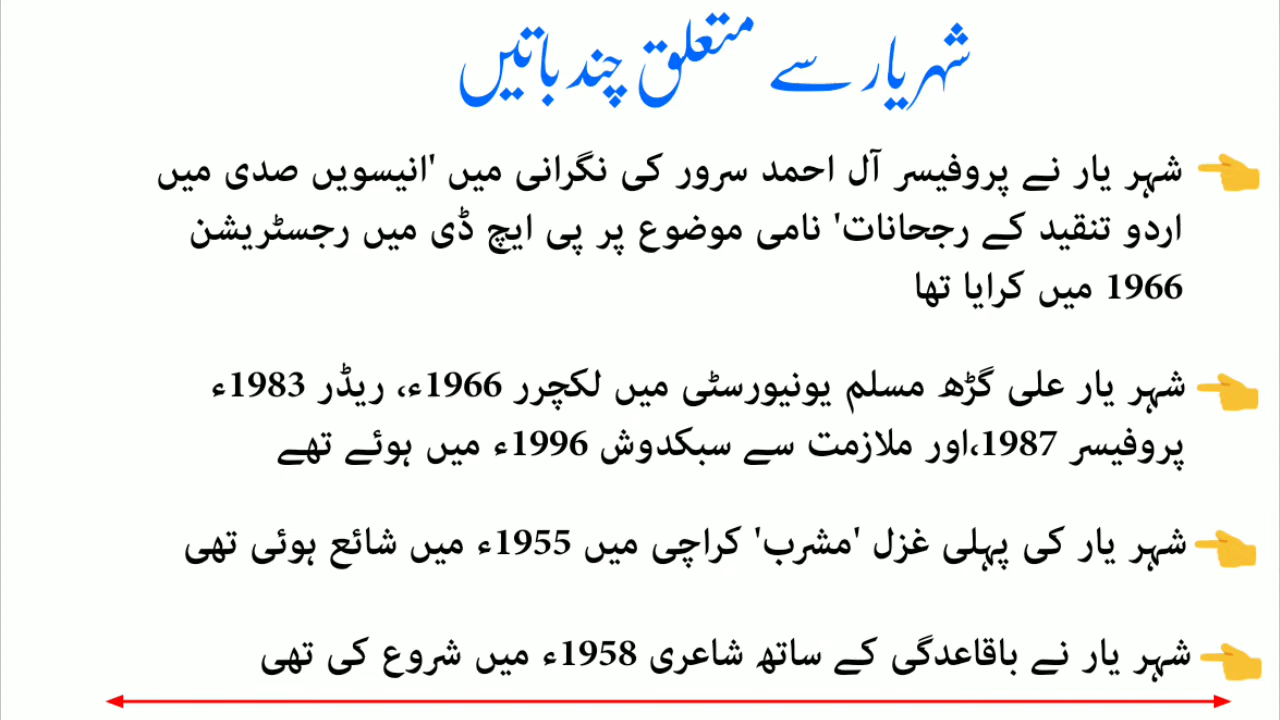 شہر یار سے متعلق چند باتیں
شہر یار نے پروفیسر آل احمد سرور کی نگرانی میں 'انیسویں صدی میں
اردو تنقید کے رجحانات' نامی موضوع پر پی ایچ ڈی میں رجسٹریشن
1966 میں کرایا تھا
شہر یار علی گڑھ مسلم یونیورسٹی میں لکچرر 1966ء، ریڈر 1983ء
پروفیسر 1987،اور ملازمت سے سبکدوش 1996ء میں ہوئے تھے
شہر یار کی پہلی غزل 'مشرب' کراچی میں 1955ء میں شائع ہوئی تھی
شہر یار نے باقاعدگی کے ساتھ شاعری 1958ء میں شروع کی تھی